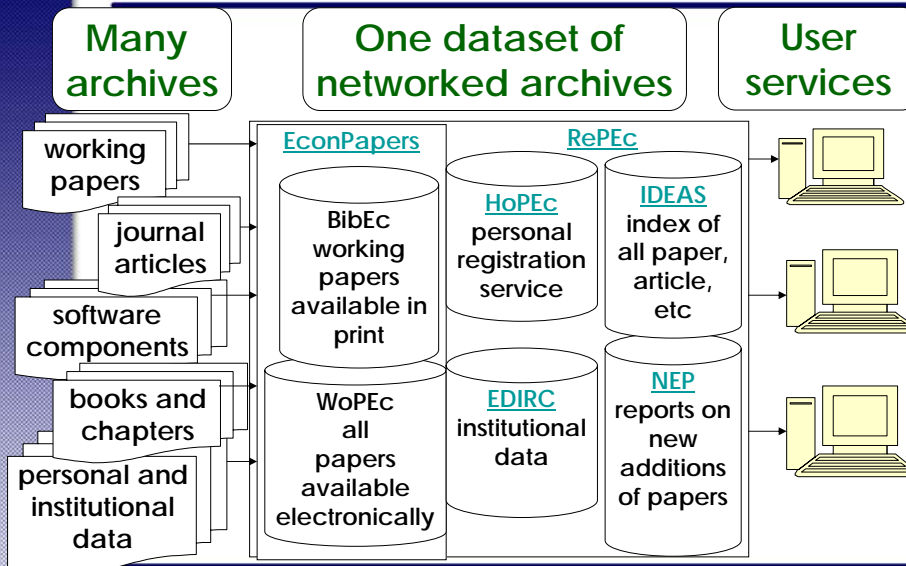 Many
archives
One dataset of
networked archives
User
services
working
papers
journal
articles
software
components
books and
chapters
personal and
institutional
data
EconPapers
BibEc
working
papers
available in
print
WoPEc
all
papers
available
electronically
RePEc
HoPEc
personal
registration
service
EDIRC
institutional
data
IDEAS
index of
all paper,
article,
etc
NEP
reports on
new
additions
of papers